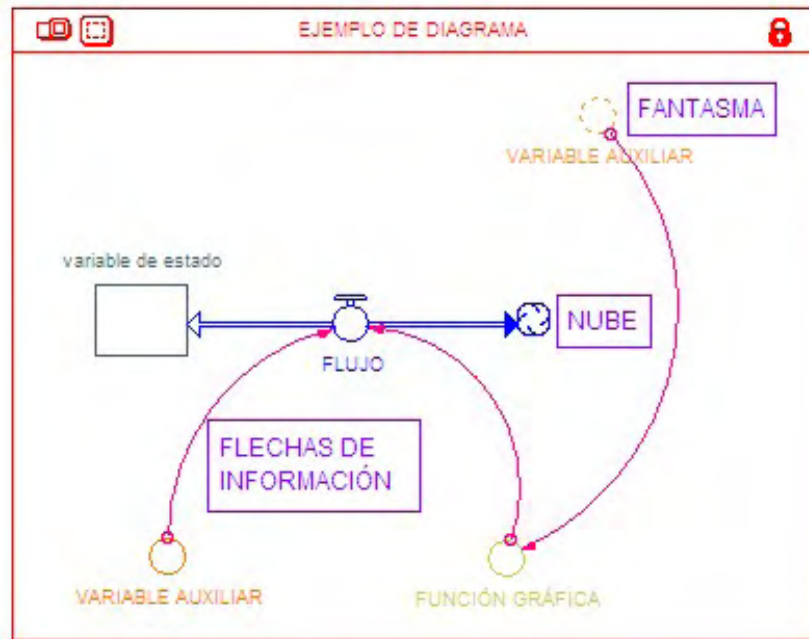 EJEMPLO DE DIAGRAMA
FANTASMA
VARIABLE AUXILIAR
variable de estado
NUBE
FLUJO
FLECHAS DE
INFORMACIÓN
VARIABLE AUXILIAR
FUNCIÓN GRÁFICA